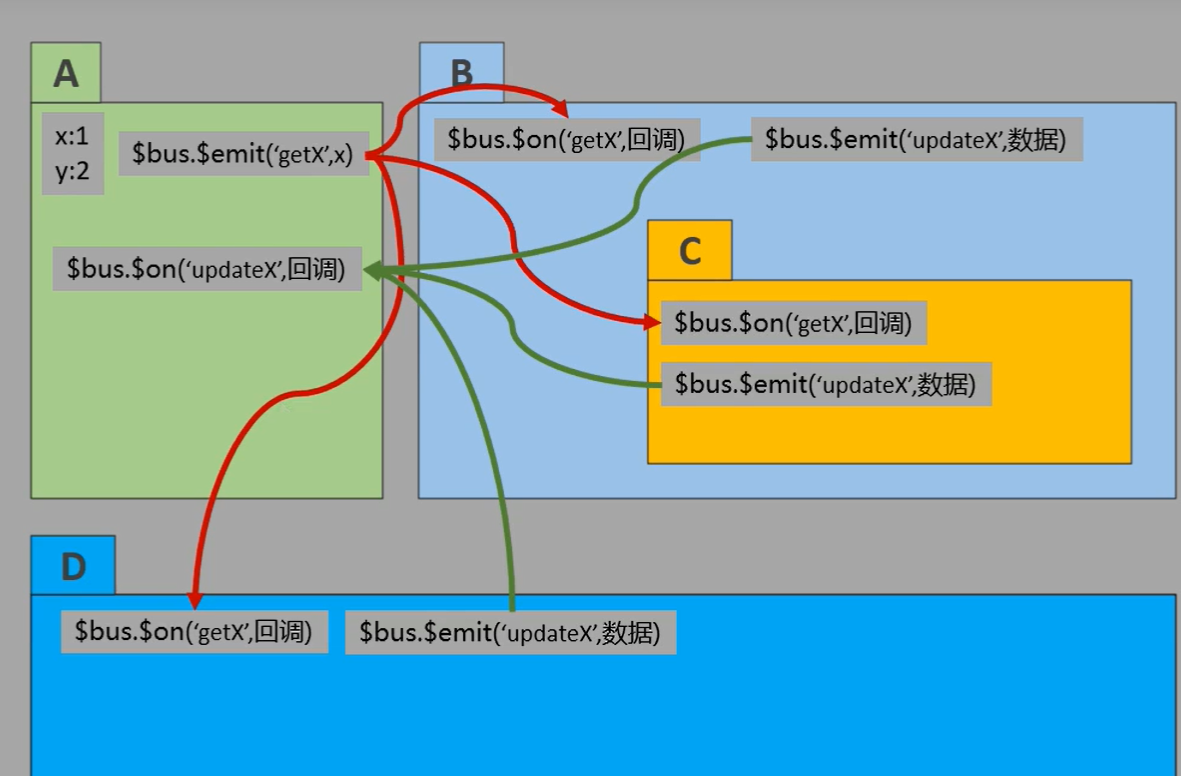 A
B
x:1
y:2
$bus.$emit(‘getX’,x)
$bus.$on(‘getX’,回调)
$bus.$emit(‘updateX’,数据)
$bus.$on(‘updateX’,回调)
C
$bus.$on(‘getX’,回调)
$bus.$emit(‘updateX’,数据)
D
$bus.$on(‘getX’,回调)
$bus.$emit(‘updateX’,数据)